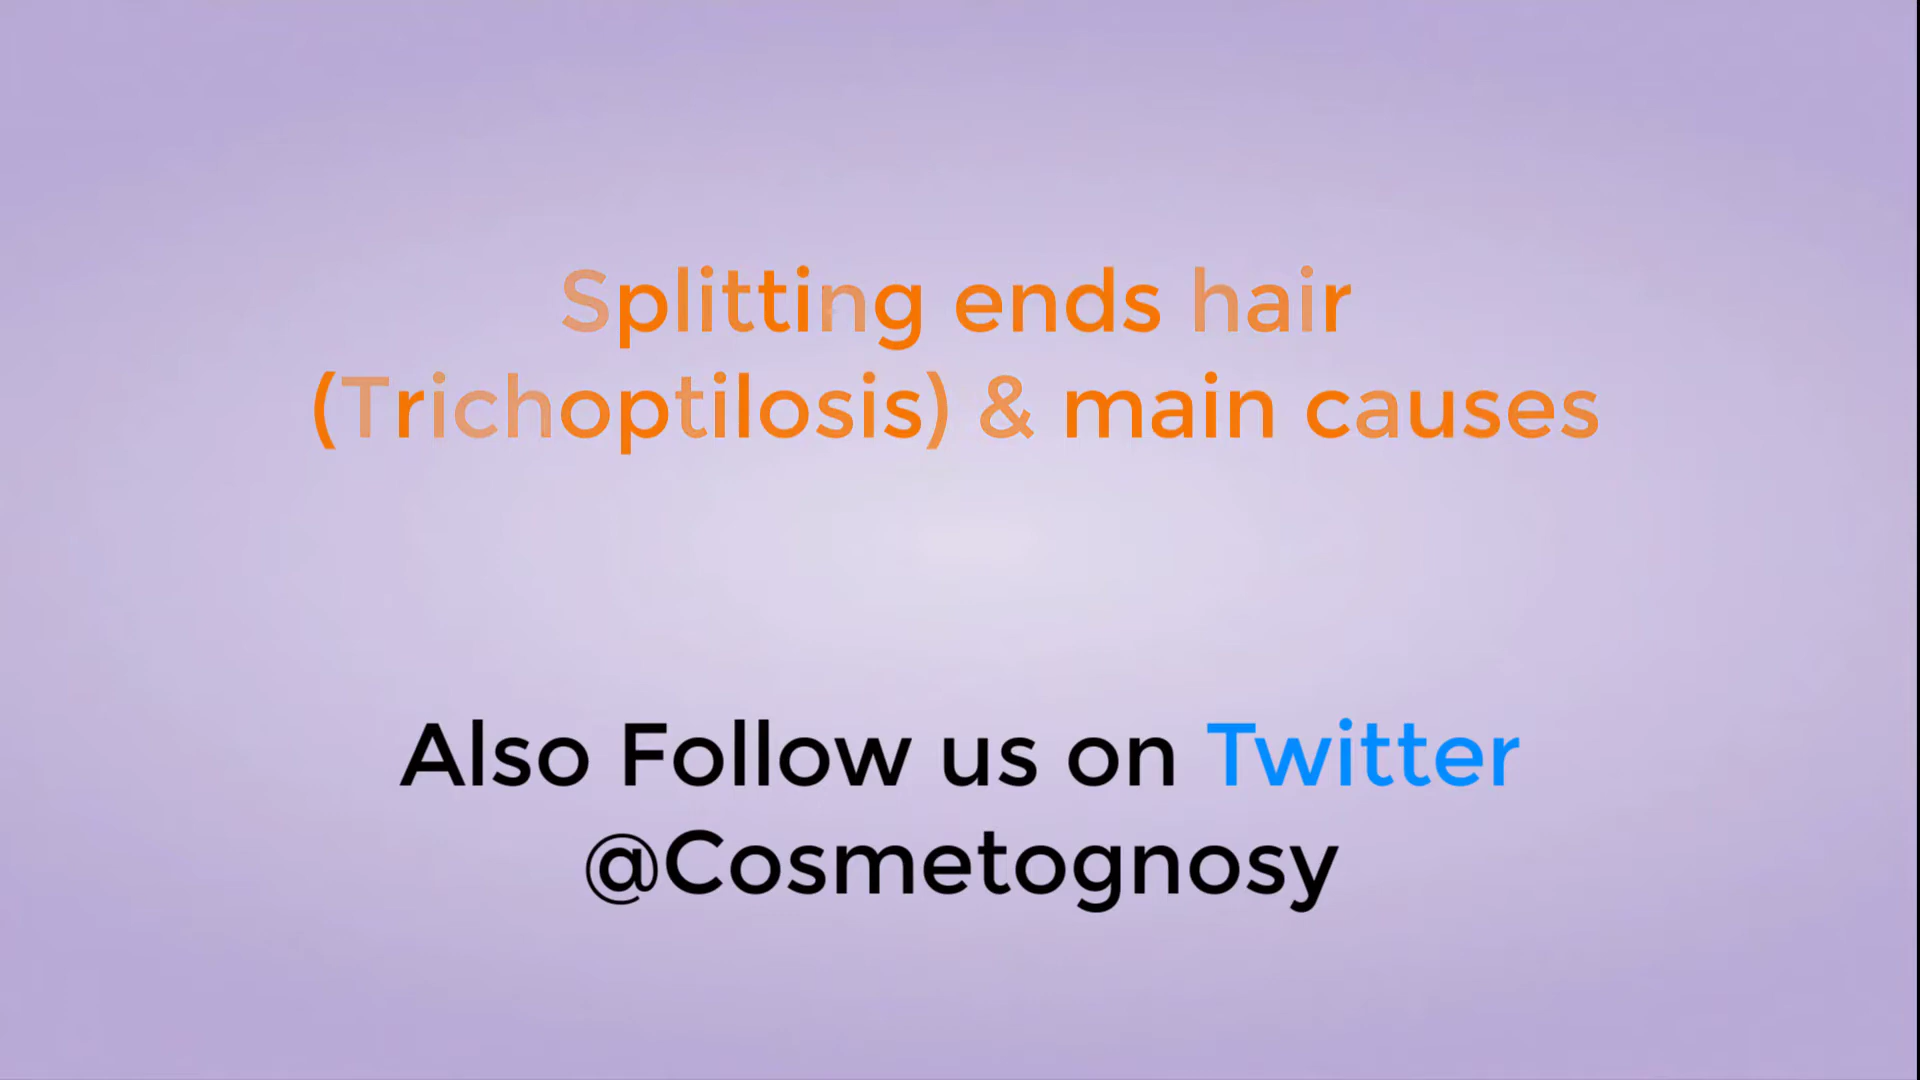 Splitting ends hair
(Trichoptilosis) & main causes
Also Follow us on Twitter
@Cosmetognosy